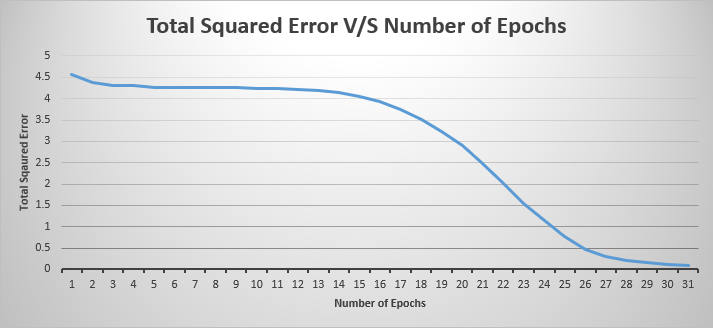 Total Squared Error V/S Number of Epochs
5
4.5
4
3.5
3
2.5
2
1.5
1
0.5
0
Total Sqaured Error
1 2 3 4 5 6 7 8 9 10 11 12 13 14 15 16 17 18 19 20 21 22 23 24 25 26 27 28 29 30 31
Number of Epochs